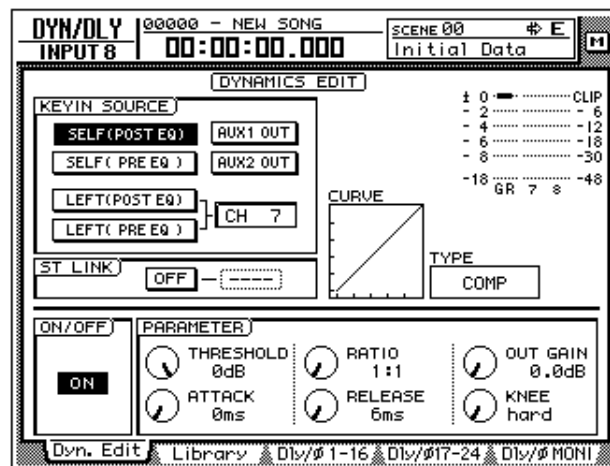 DYN/DLY
INPUT 8
00000 - NEW SONG
00:00:00.000
SCENE 00 E
Initial Data
M
DYNAMICS EDIT
KEYIN SOURCE
SELF(POST EQ) AUX1 OUT
SELF( PRE EQ ) AUX2 OUT
LEFT(POST EQ)
LEFT( PRE EQ )
CH 7
ST LINK
OFF ----
CURVE
± 0 CLIP
- 2 - 6
- 4 -12
- 6 -18
- 8 -30
-18 -48
GR 7 8
TYPE
COMP
ON/OFF
ON
PARAMETER
THRESHOLD RATIO OUT GAIN
0dB 1:1 0.0dB
ATTACK RELEASE KNEE
0ms 6ms hard
Dyn. Edit Library Dly/Ø 1-16 Dly/Ø17-24 Dly/Ø MONI